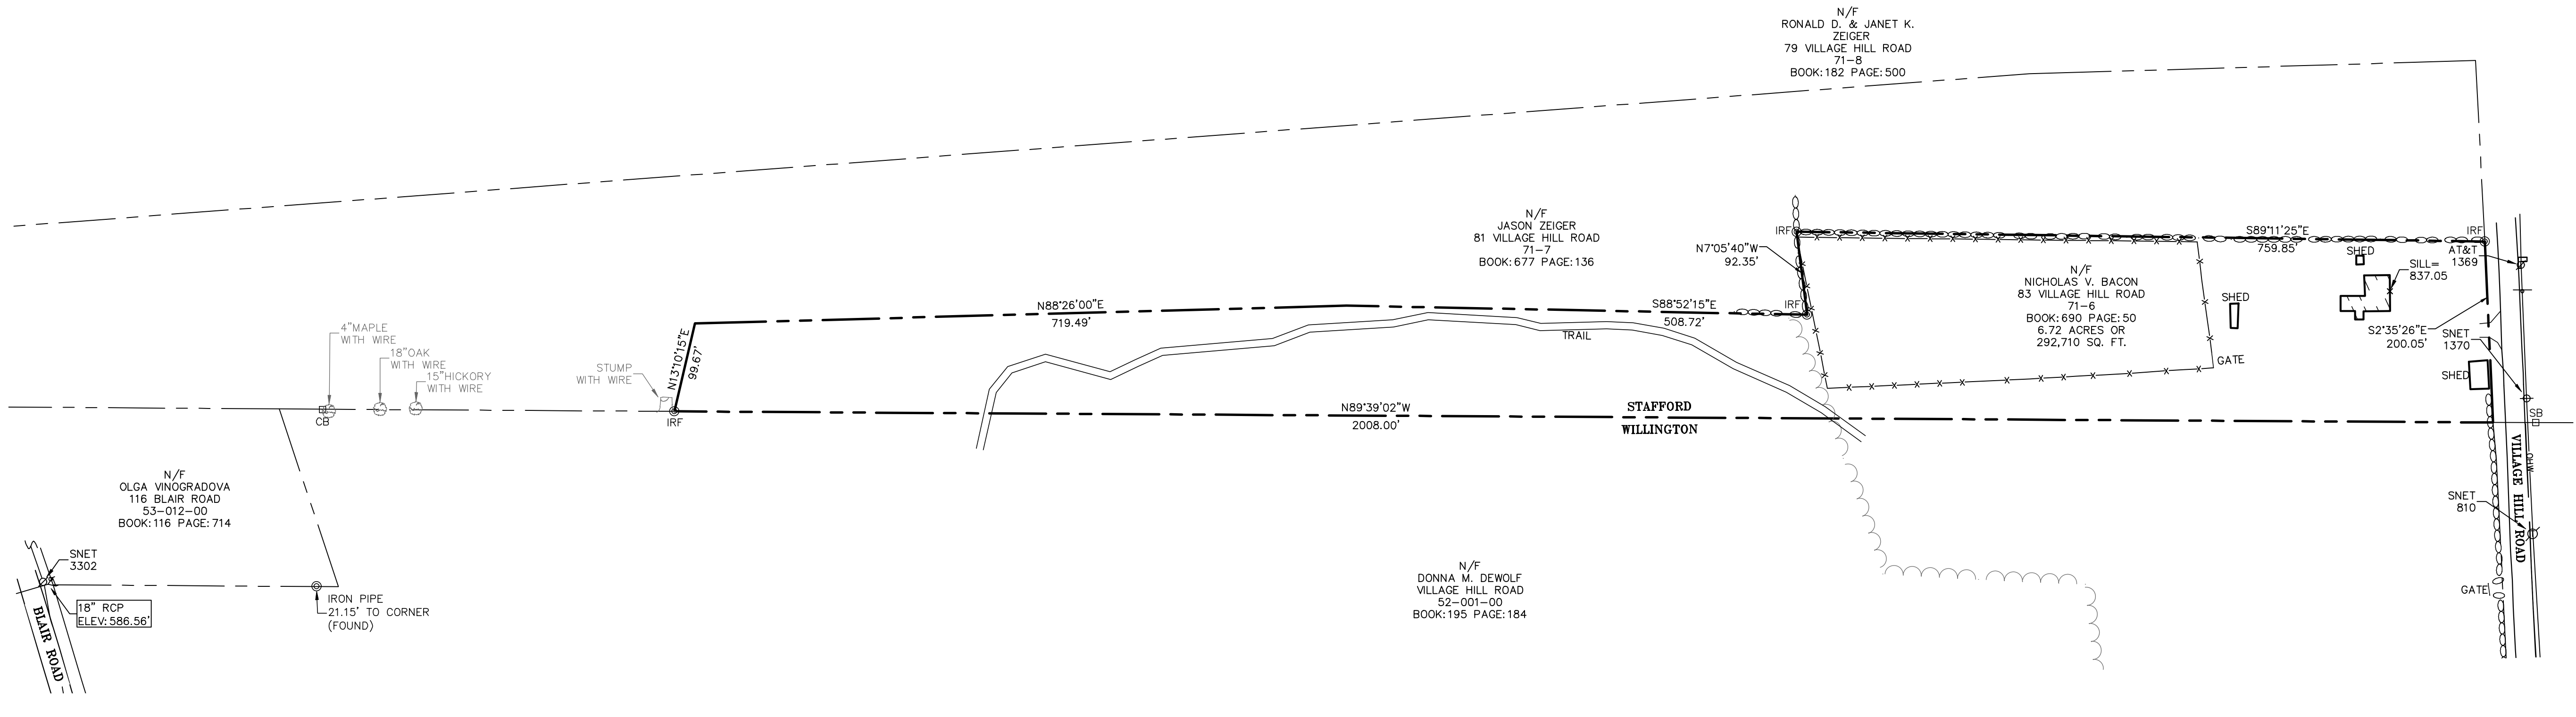 N/F
RONALD D. & JANET K.
ZEIGER
79 VILLAGE HILL ROAD
71-8
BOOK:182 PAGE:500
N/F
JASON ZEIGER
81 VILLAGE HILL ROAD
71-7
BOOK:677 PAGE:136
IRF
N7°05'40"W
92.35'
IRF
S89°11'25"E
759.85'
IRF
AT&T
1369
SHED
SILL=
837.05
N/F
NICHOLAS V. BACON
83 VILLAGE HILL ROAD
71-6
BOOK:690 PAGE:50
6.72 ACRES OR
292,710 SQ. FT.
SHED
GATE
S2°35'26"E
200.05'
SNET
1370
SHED
N88°26'00"E
719.49'
S88°52'15"E
508.72'
TRAIL
N13°10'15"E
99.67'
4"MAPLE
WITH WIRE
18"OAK
WITH WIRE
15"HICKORY
WITH WIRE
STUMP
WITH WIRE
CB
IRF
N89°39'02"W
2008.00'
STAFFORD
WILLINGTON
SB
OHW
VILLAGE HILL ROAD
SNET
810
GATE
N/F
OLGA VINOGRADOVA
116 BLAIR ROAD
53-012-00
BOOK:116 PAGE:714
SNET
3302
18" RCP
ELEV:586.56'
BLAIR ROAD
IRON PIPE
21.15' TO CORNER
(FOUND)
N/F
DONNA M. DEWOLF
VILLAGE HILL ROAD
52-001-00
BOOK:195 PAGE:184